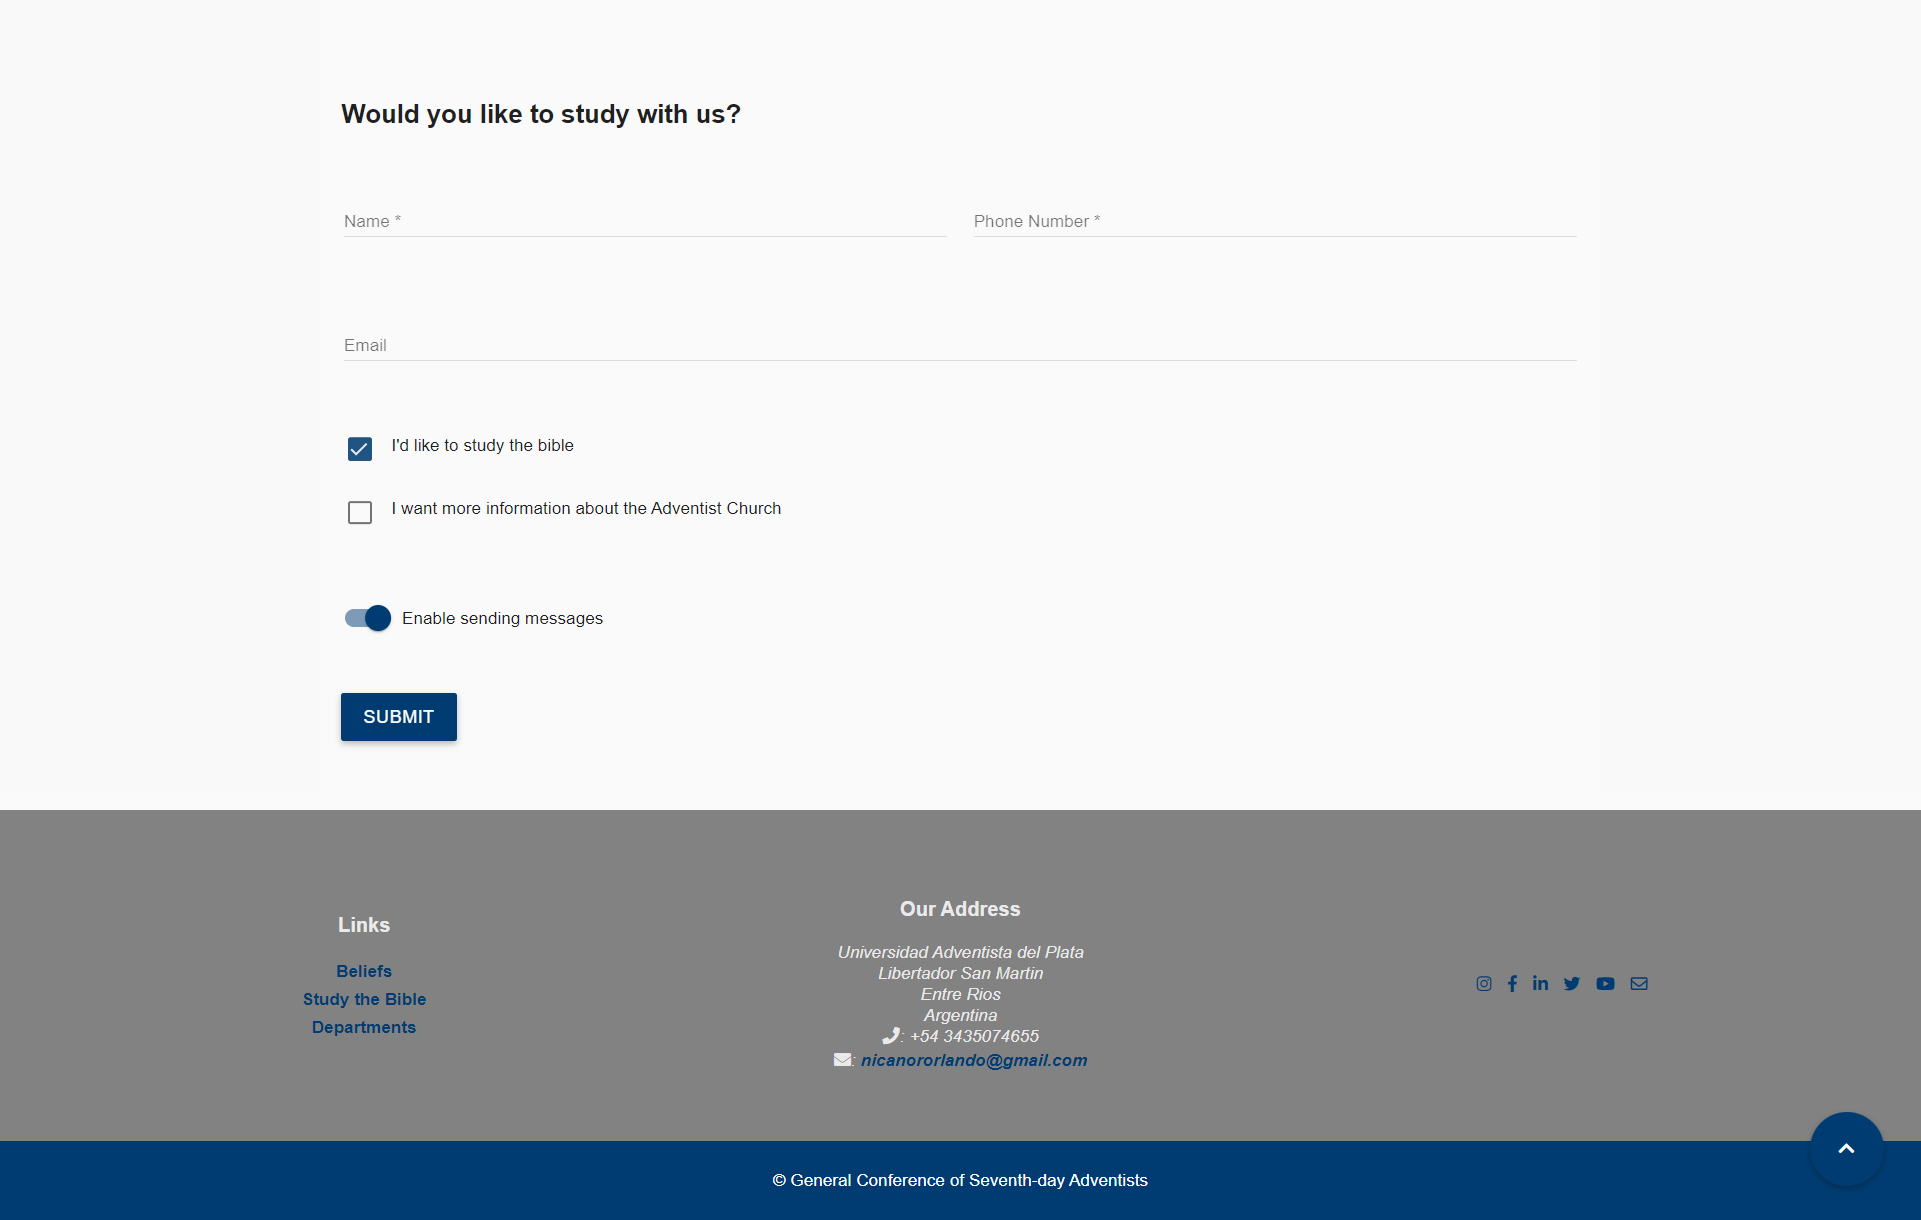 Would you like to study with us?
Name *
Phone Number *
Email
I'd like to study the bible
I want more information about the Adventist Church
Enable sending messages
SUBMIT
Links
Beliefs
Study the Bible
Departments
Our Address
Universidad Adventista del Plata
Libertador San Martin
Entre Rios
Argentina
: +54 3435074655
: nicanororlando@gmail.com
© General Conference of Seventh-day Adventists